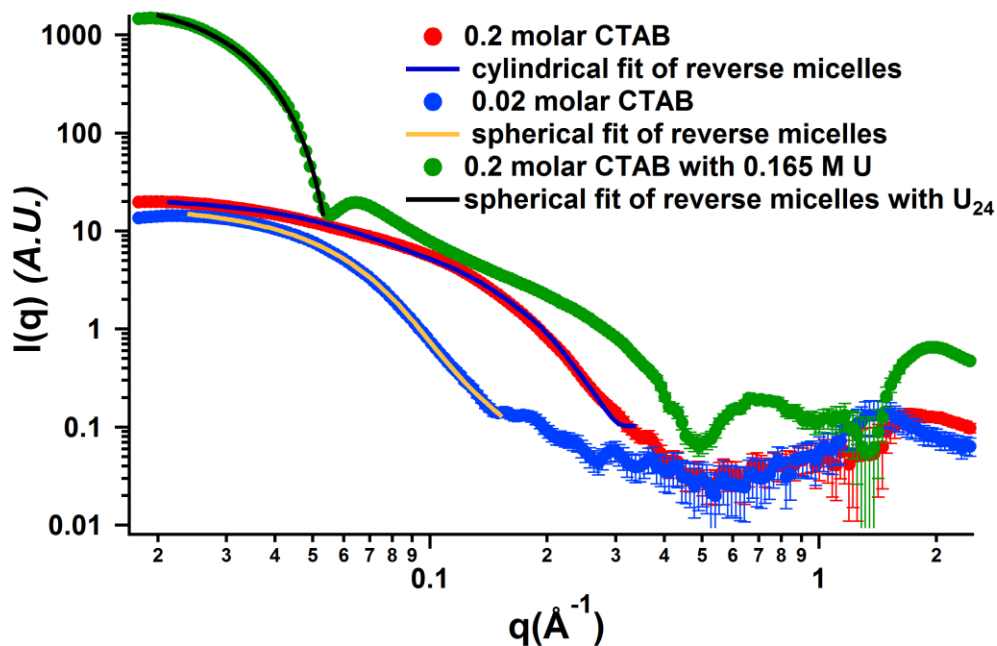 1000
100
10
1
0.1
0.01
I(q) (A.U.)
0.2 molar CTAB
cylindrical fit of reverse micelles
0.02 molar CTAB
spherical fit of reverse micelles
0.2 molar CTAB with 0.165 M U
spherical fit of reverse micelles with U24
2 3 4 5 6 7 8 9 2 3 4 5 6 7 8 9 2
0.1 1
q(Å-1)